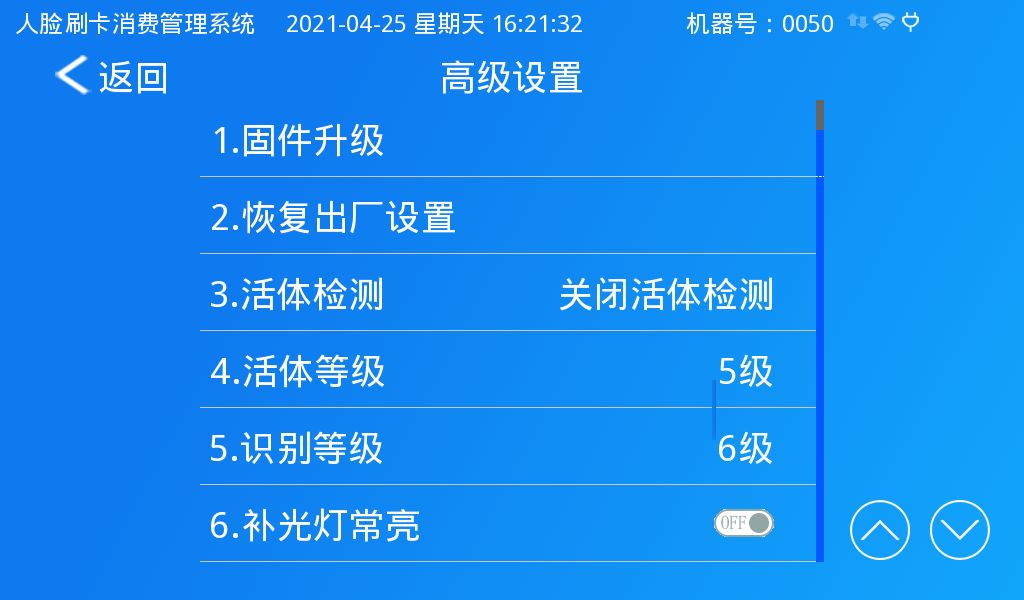 人脸刷卡消费管理系统 2021-04-25 星期天 16:21:32 机器号：0050
返回 高级设置
1.固件升级
2.恢复出厂设置
3.活体检测 关闭活体检测
4.活体等级 5级
5.识别等级 6级
6.补光灯常亮 OFF